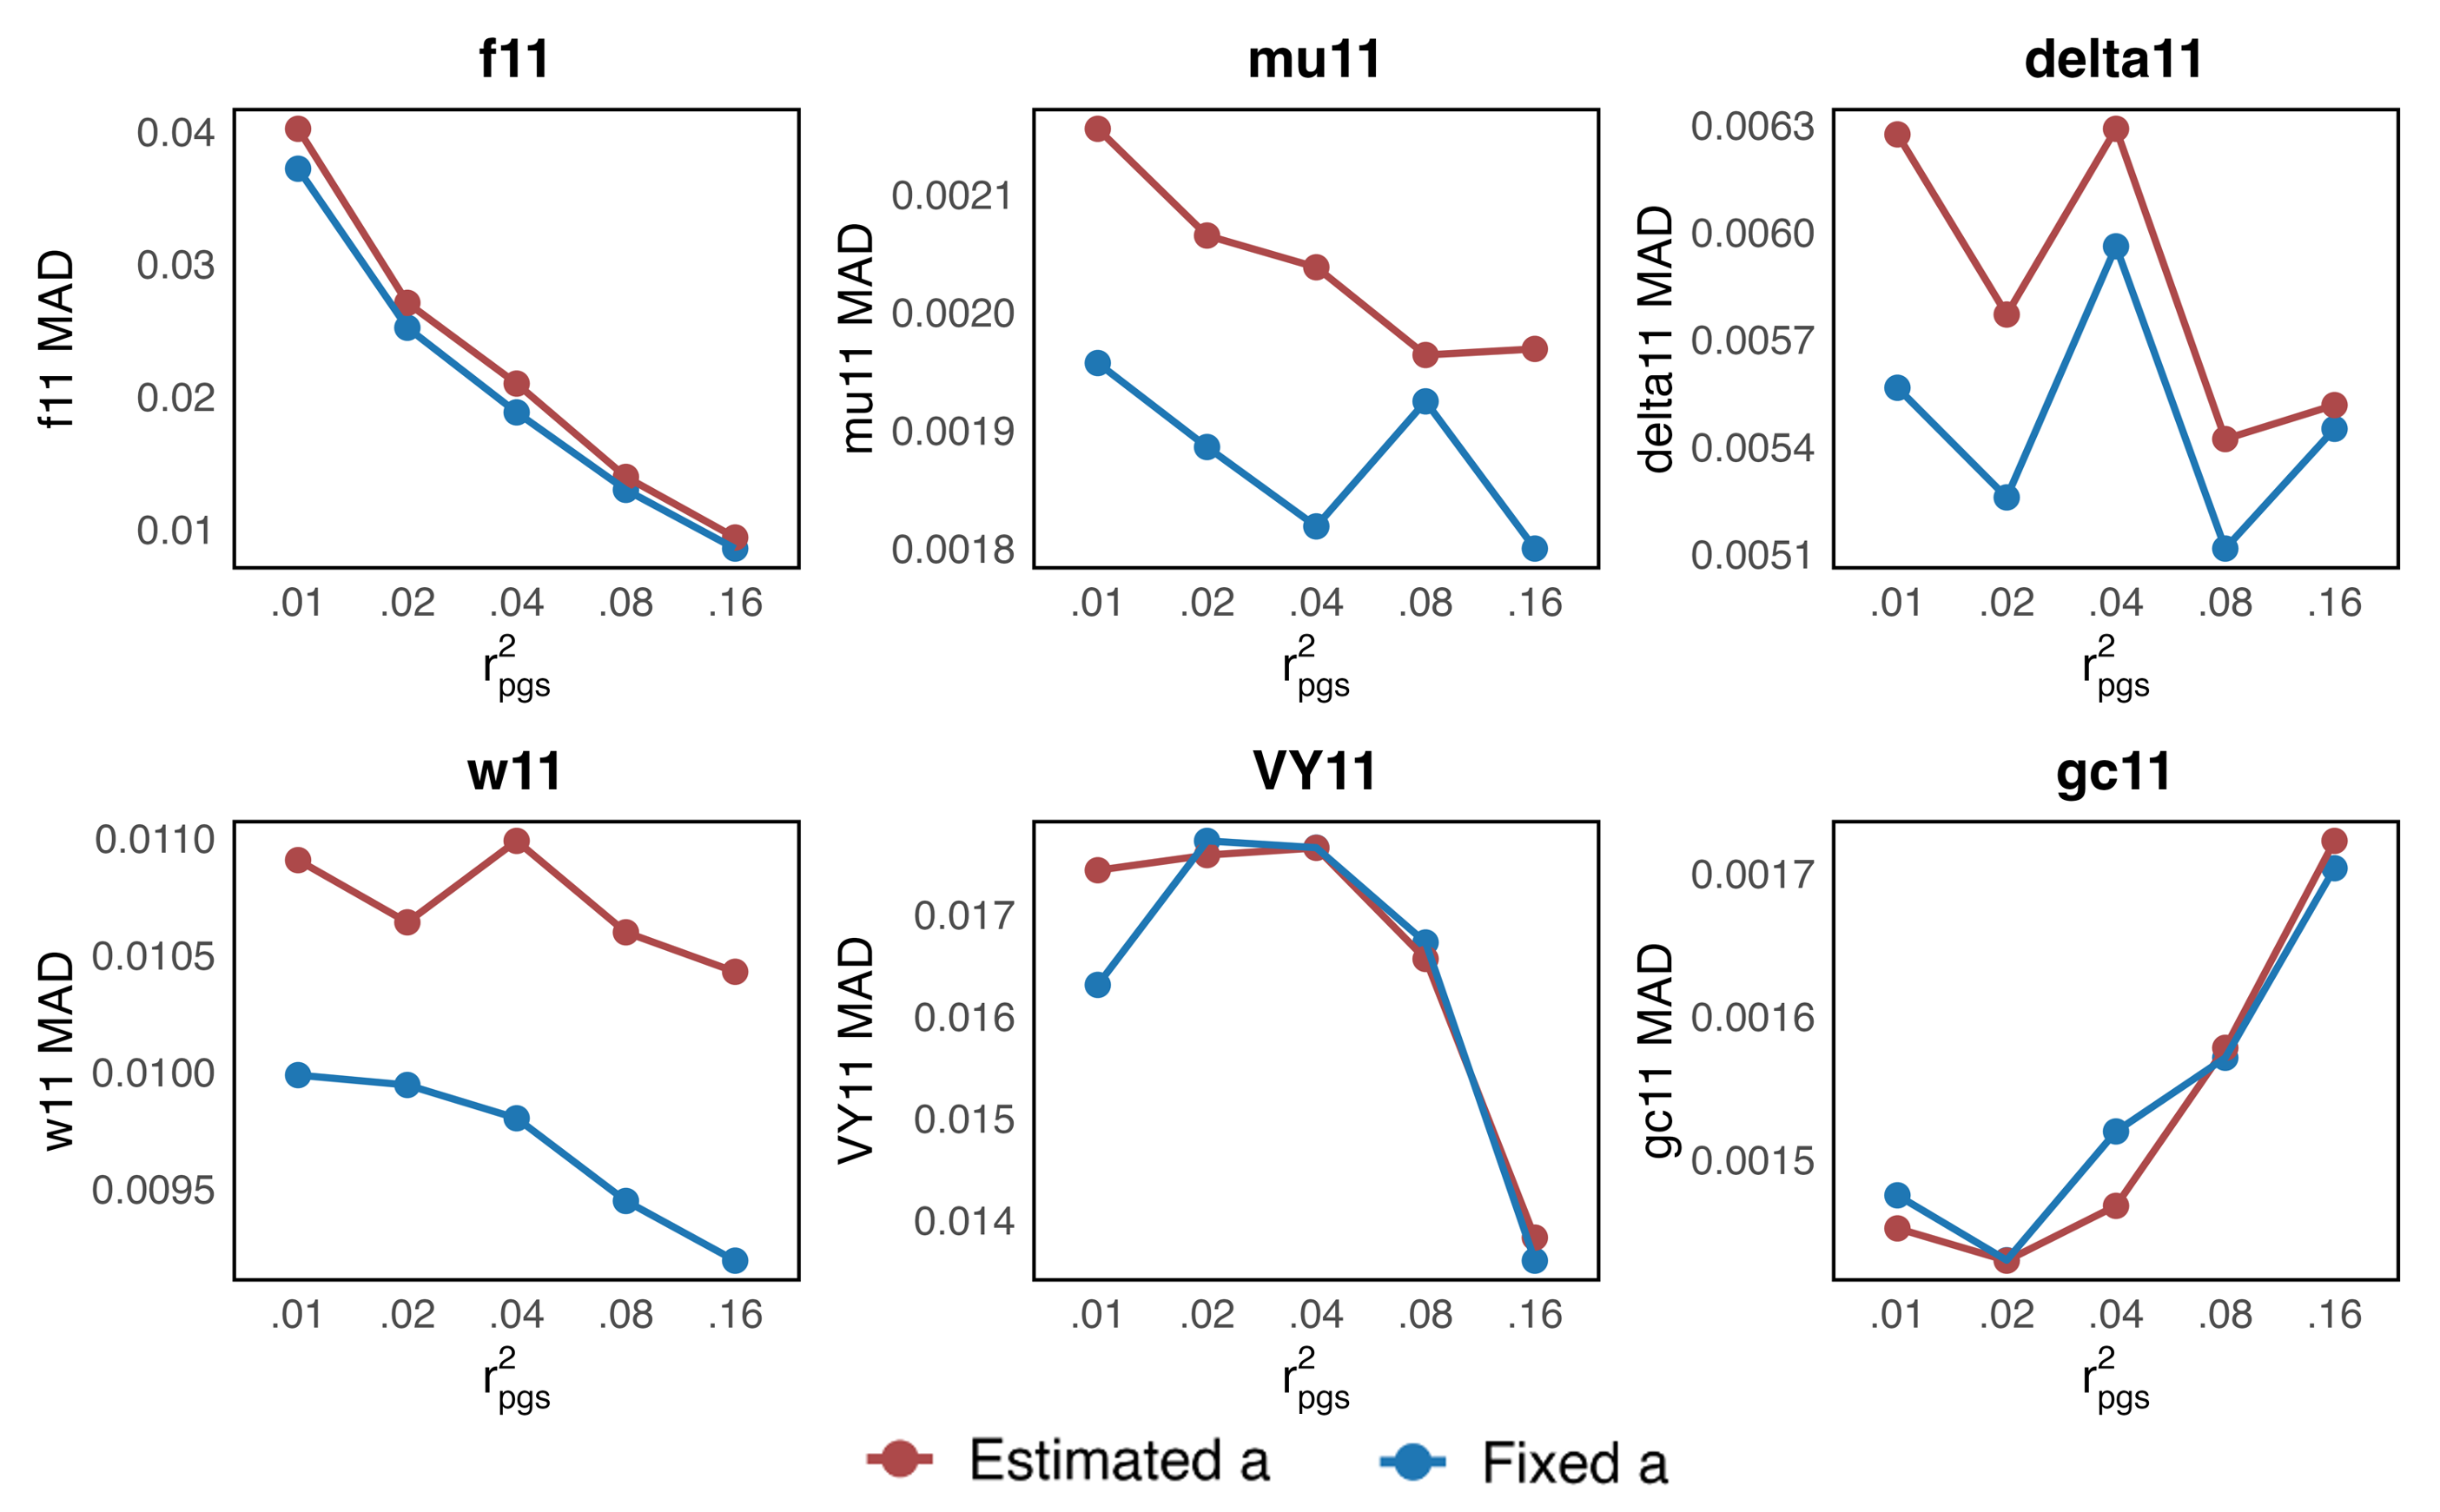 f11
f11 MAD
0.04
0.03
0.02
0.01
.01 .02 .04 .08 .16
r²pgs
mu11
mu11 MAD
0.0021
0.0020
0.0019
0.0018
.01 .02 .04 .08 .16
r²pgs
delta11
delta11 MAD
0.0063
0.0060
0.0057
0.0054
0.0051
.01 .02 .04 .08 .16
r²pgs
w11
w11 MAD
0.0110
0.0105
0.0100
0.0095
.01 .02 .04 .08 .16
r²pgs
VY11
VY11 MAD
0.017
0.016
0.015
0.014
.01 .02 .04 .08 .16
r²pgs
gc11
gc11 MAD
0.0017
0.0016
0.0015
.01 .02 .04 .08 .16
r²pgs
Estimated a Fixed a